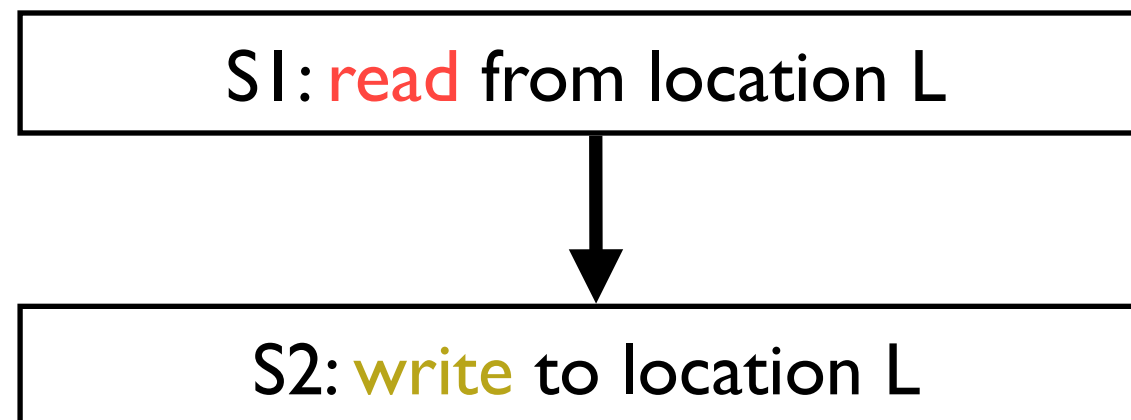 S1: read from location L
S2: write to location L